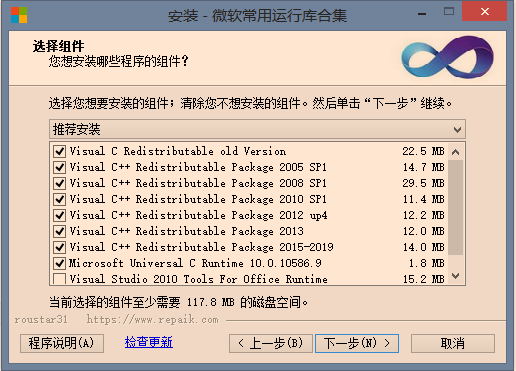 安装 - 微软常用运行库合集
选择组件
您想安装哪些程序的组件？
选择您想要安装的组件；清除您不想安装的组件。然后单击“下一步”继续。
推荐安装
Visual C Redistributable old Version 22.5 MB
Visual C++ Redistributable Package 2005 SP1 14.7 MB
Visual C++ Redistributable Package 2008 SP1 29.5 MB
Visual C++ Redistributable Package 2010 SP1 11.4 MB
Visual C++ Redistributable Package 2012 up4 12.2 MB
Visual C++ Redistributable Package 2013 12.0 MB
Visual C++ Redistributable Package 2015-2019 14.0 MB
Microsoft Universal C Runtime 10.0.10586.9 1.8 MB
Visual Studio 2010 Tools For Office Runtime 15.2 MB
当前选择的组件至少需要 117.8 MB 的磁盘空间。
roustar31 https://www.repaik.com
程序说明(A) 检查更新 < 上一步(B) 下一步(N) > 取消